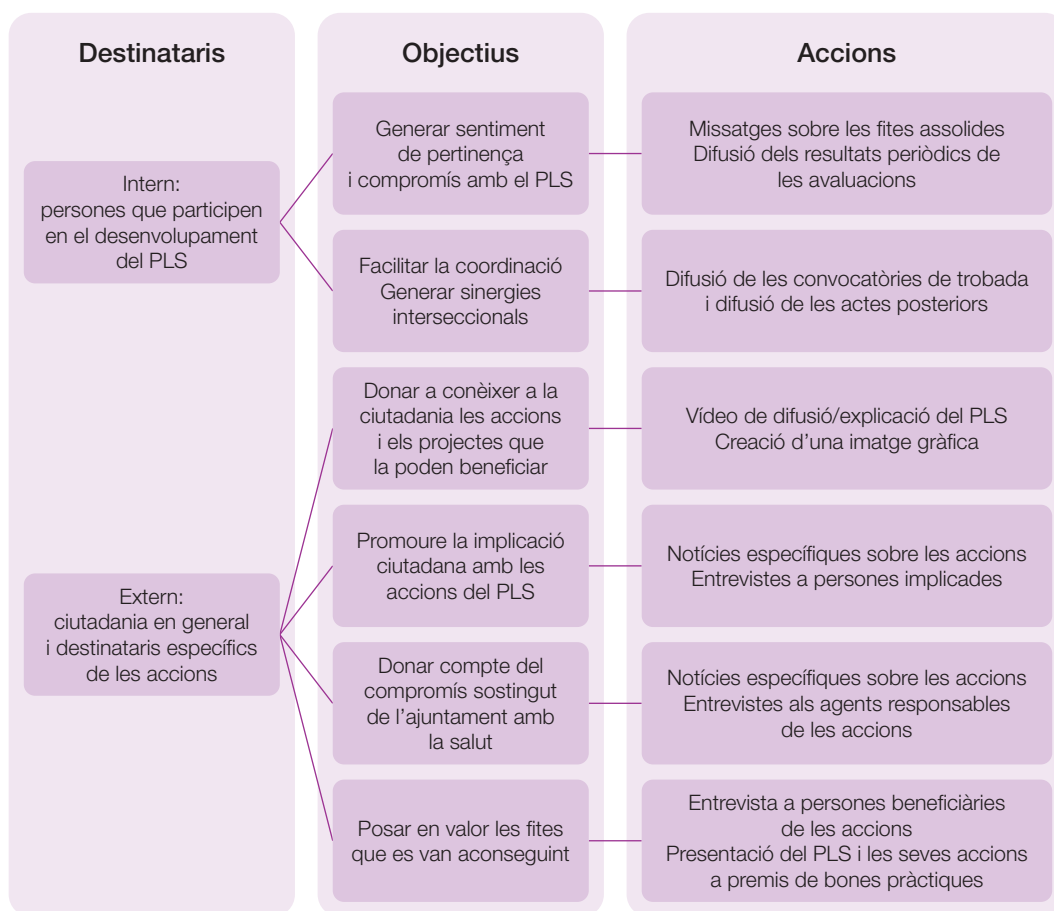 Destinataris
Objectius
Accions
Intern:
persones que participen
en el desenvolupament
del PLS
Generar sentiment
de pertinença
i compromís amb el PLS
Missatges sobre les fites assolides
Difusió dels resultats periòdics de
les avaluacions
Facilitar la coordinació
Generar sinergies
interseccionals
Difusió de les convocatòries de trobada
i difusió de les actes posteriors
Extern:
ciutadania en general
i destinataris específics
de les accions
Donar a conèixer a la
ciutadania les accions
i els projectes que
la poden beneficiar
Vídeo de difusió/explicació del PLS
Creació d’una imatge gràfica
Promoure la implicació
ciutadana amb les
accions del PLS
Notícies específiques sobre les accions
Entrevistes a persones implicades
Donar compte del
compromís sostingut
de l’ajuntament amb
la salut
Notícies específiques sobre les accions
Entrevistes als agents responsables
de les accions
Posar en valor les fites
que es van aconseguint
Entrevista a persones beneficiàries
de les accions
Presentació del PLS i les seves accions
a premis de bones pràctiques